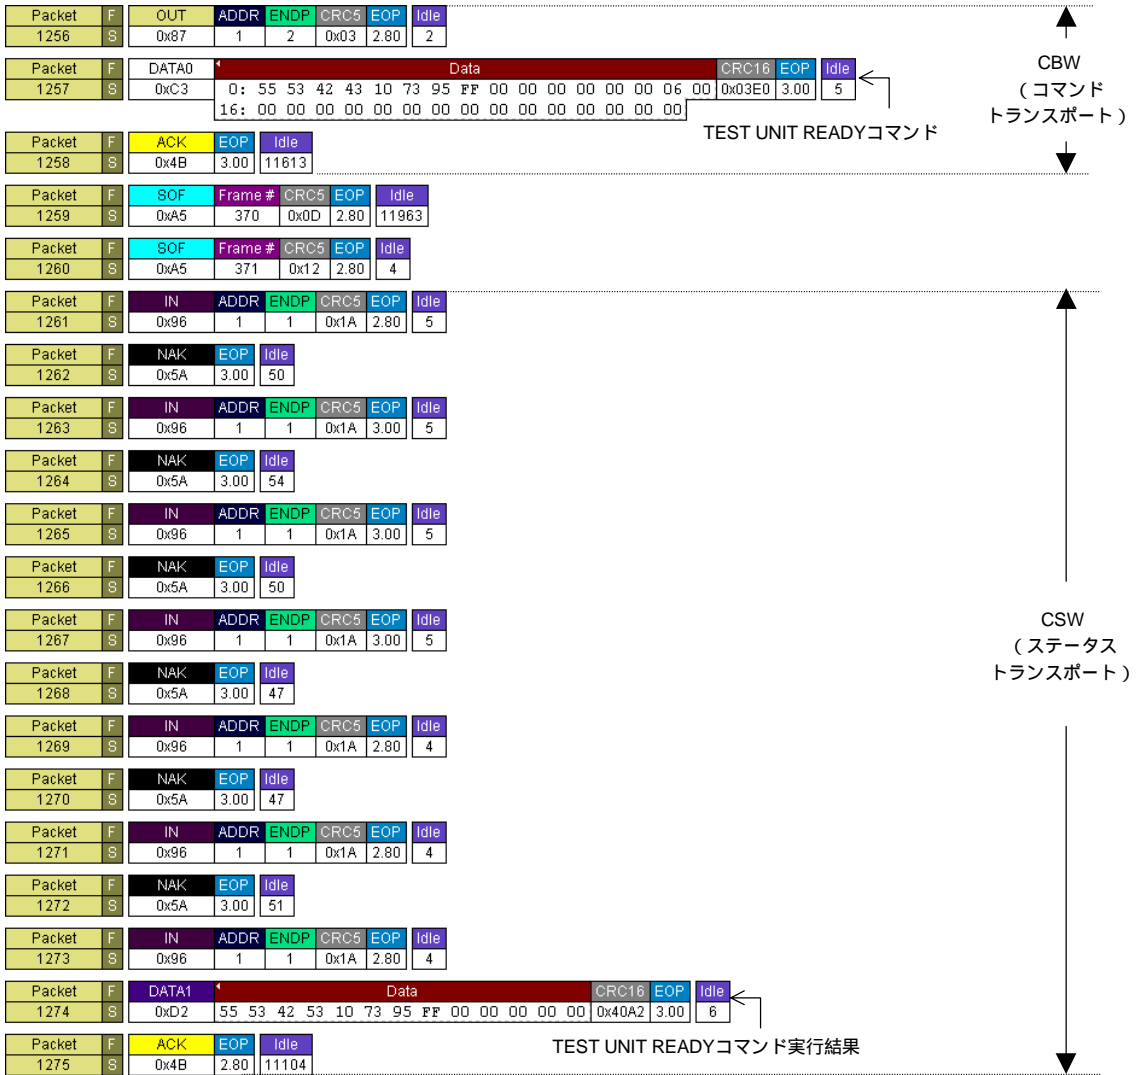 Packet F OUT ADDR ENDP CRC5 EOP Idle
1256 S 0x87 1 2 0x03 2.80 2
Packet F DATA0 Data CRC16 EOP Idle
1257 S 0xC3 0: 55 53 42 43 10 73 95 FF 00 00 00 00 00 00 06 00 0x03E0 3.00 5
16: 00 00 00 00 00 00 00 00 00 00 00 00 00 00 00
CBW
(コマンド
トランスポート)
TEST UNIT READYコマンド
Packet F ACK EOP Idle
1258 S 0x4B 3.00 11613
Packet F SOF Frame # CRC5 EOP Idle
1259 S 0xA5 370 0x0D 2.80 11963
Packet F SOF Frame # CRC5 EOP Idle
1260 S 0xA5 371 0x12 2.80 4
Packet F IN ADDR ENDP CRC5 EOP Idle
1261 S 0x96 1 1 0x1A 2.80 5
Packet F NAK EOP Idle
1262 S 0x5A 3.00 50
Packet F IN ADDR ENDP CRC5 EOP Idle
1263 S 0x96 1 1 0x1A 3.00 5
Packet F NAK EOP Idle
1264 S 0x5A 3.00 54
Packet F IN ADDR ENDP CRC5 EOP Idle
1265 S 0x96 1 1 0x1A 3.00 5
Packet F NAK EOP Idle
1266 S 0x5A 3.00 50
Packet F IN ADDR ENDP CRC5 EOP Idle
1267 S 0x96 1 1 0x1A 3.00 5
CSW
(ステータス
トランスポート)
Packet F NAK EOP Idle
1268 S 0x5A 3.00 47
Packet F IN ADDR ENDP CRC5 EOP Idle
1269 S 0x96 1 1 0x1A 2.80 4
Packet F NAK EOP Idle
1270 S 0x5A 3.00 47
Packet F IN ADDR ENDP CRC5 EOP Idle
1271 S 0x96 1 1 0x1A 2.80 4
Packet F NAK EOP Idle
1272 S 0x5A 3.00 51
Packet F IN ADDR ENDP CRC5 EOP Idle
1273 S 0x96 1 1 0x1A 2.80 4
Packet F DATA1 Data CRC16 EOP Idle
1274 S 0xD2 55 53 42 53 10 73 95 FF 00 00 00 00 00 0x40A2 3.00 6
TEST UNIT READYコマンド実行結果
Packet F ACK EOP Idle
1275 S 0x4B 2.80 11104